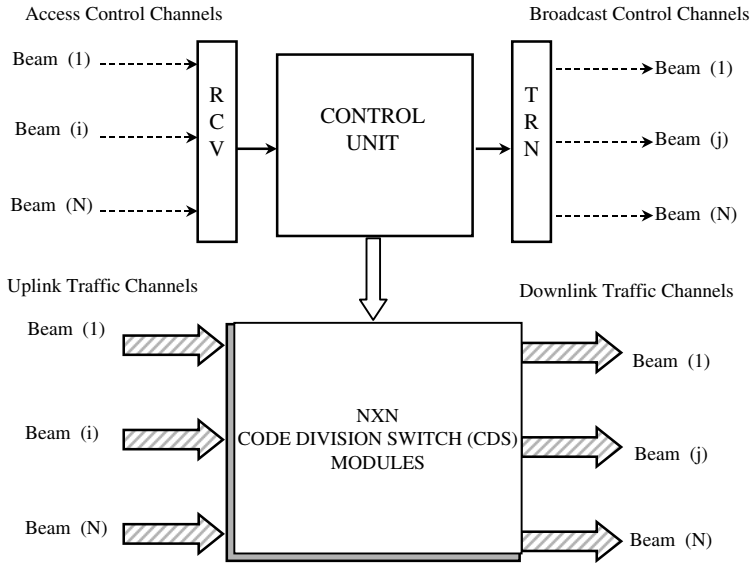 Access Control Channels
Broadcast Control Channels
Beam (1)
Beam (i)
Beam (N)
R
C
V
CONTROL
UNIT
T
R
N
Beam (1)
Beam (j)
Beam (N)
Uplink Traffic Channels
Downlink Traffic Channels
Beam (1)
Beam (i)
Beam (N)
NXN
CODE DIVISION SWITCH (CDS)
MODULES
Beam (1)
Beam (j)
Beam (N)